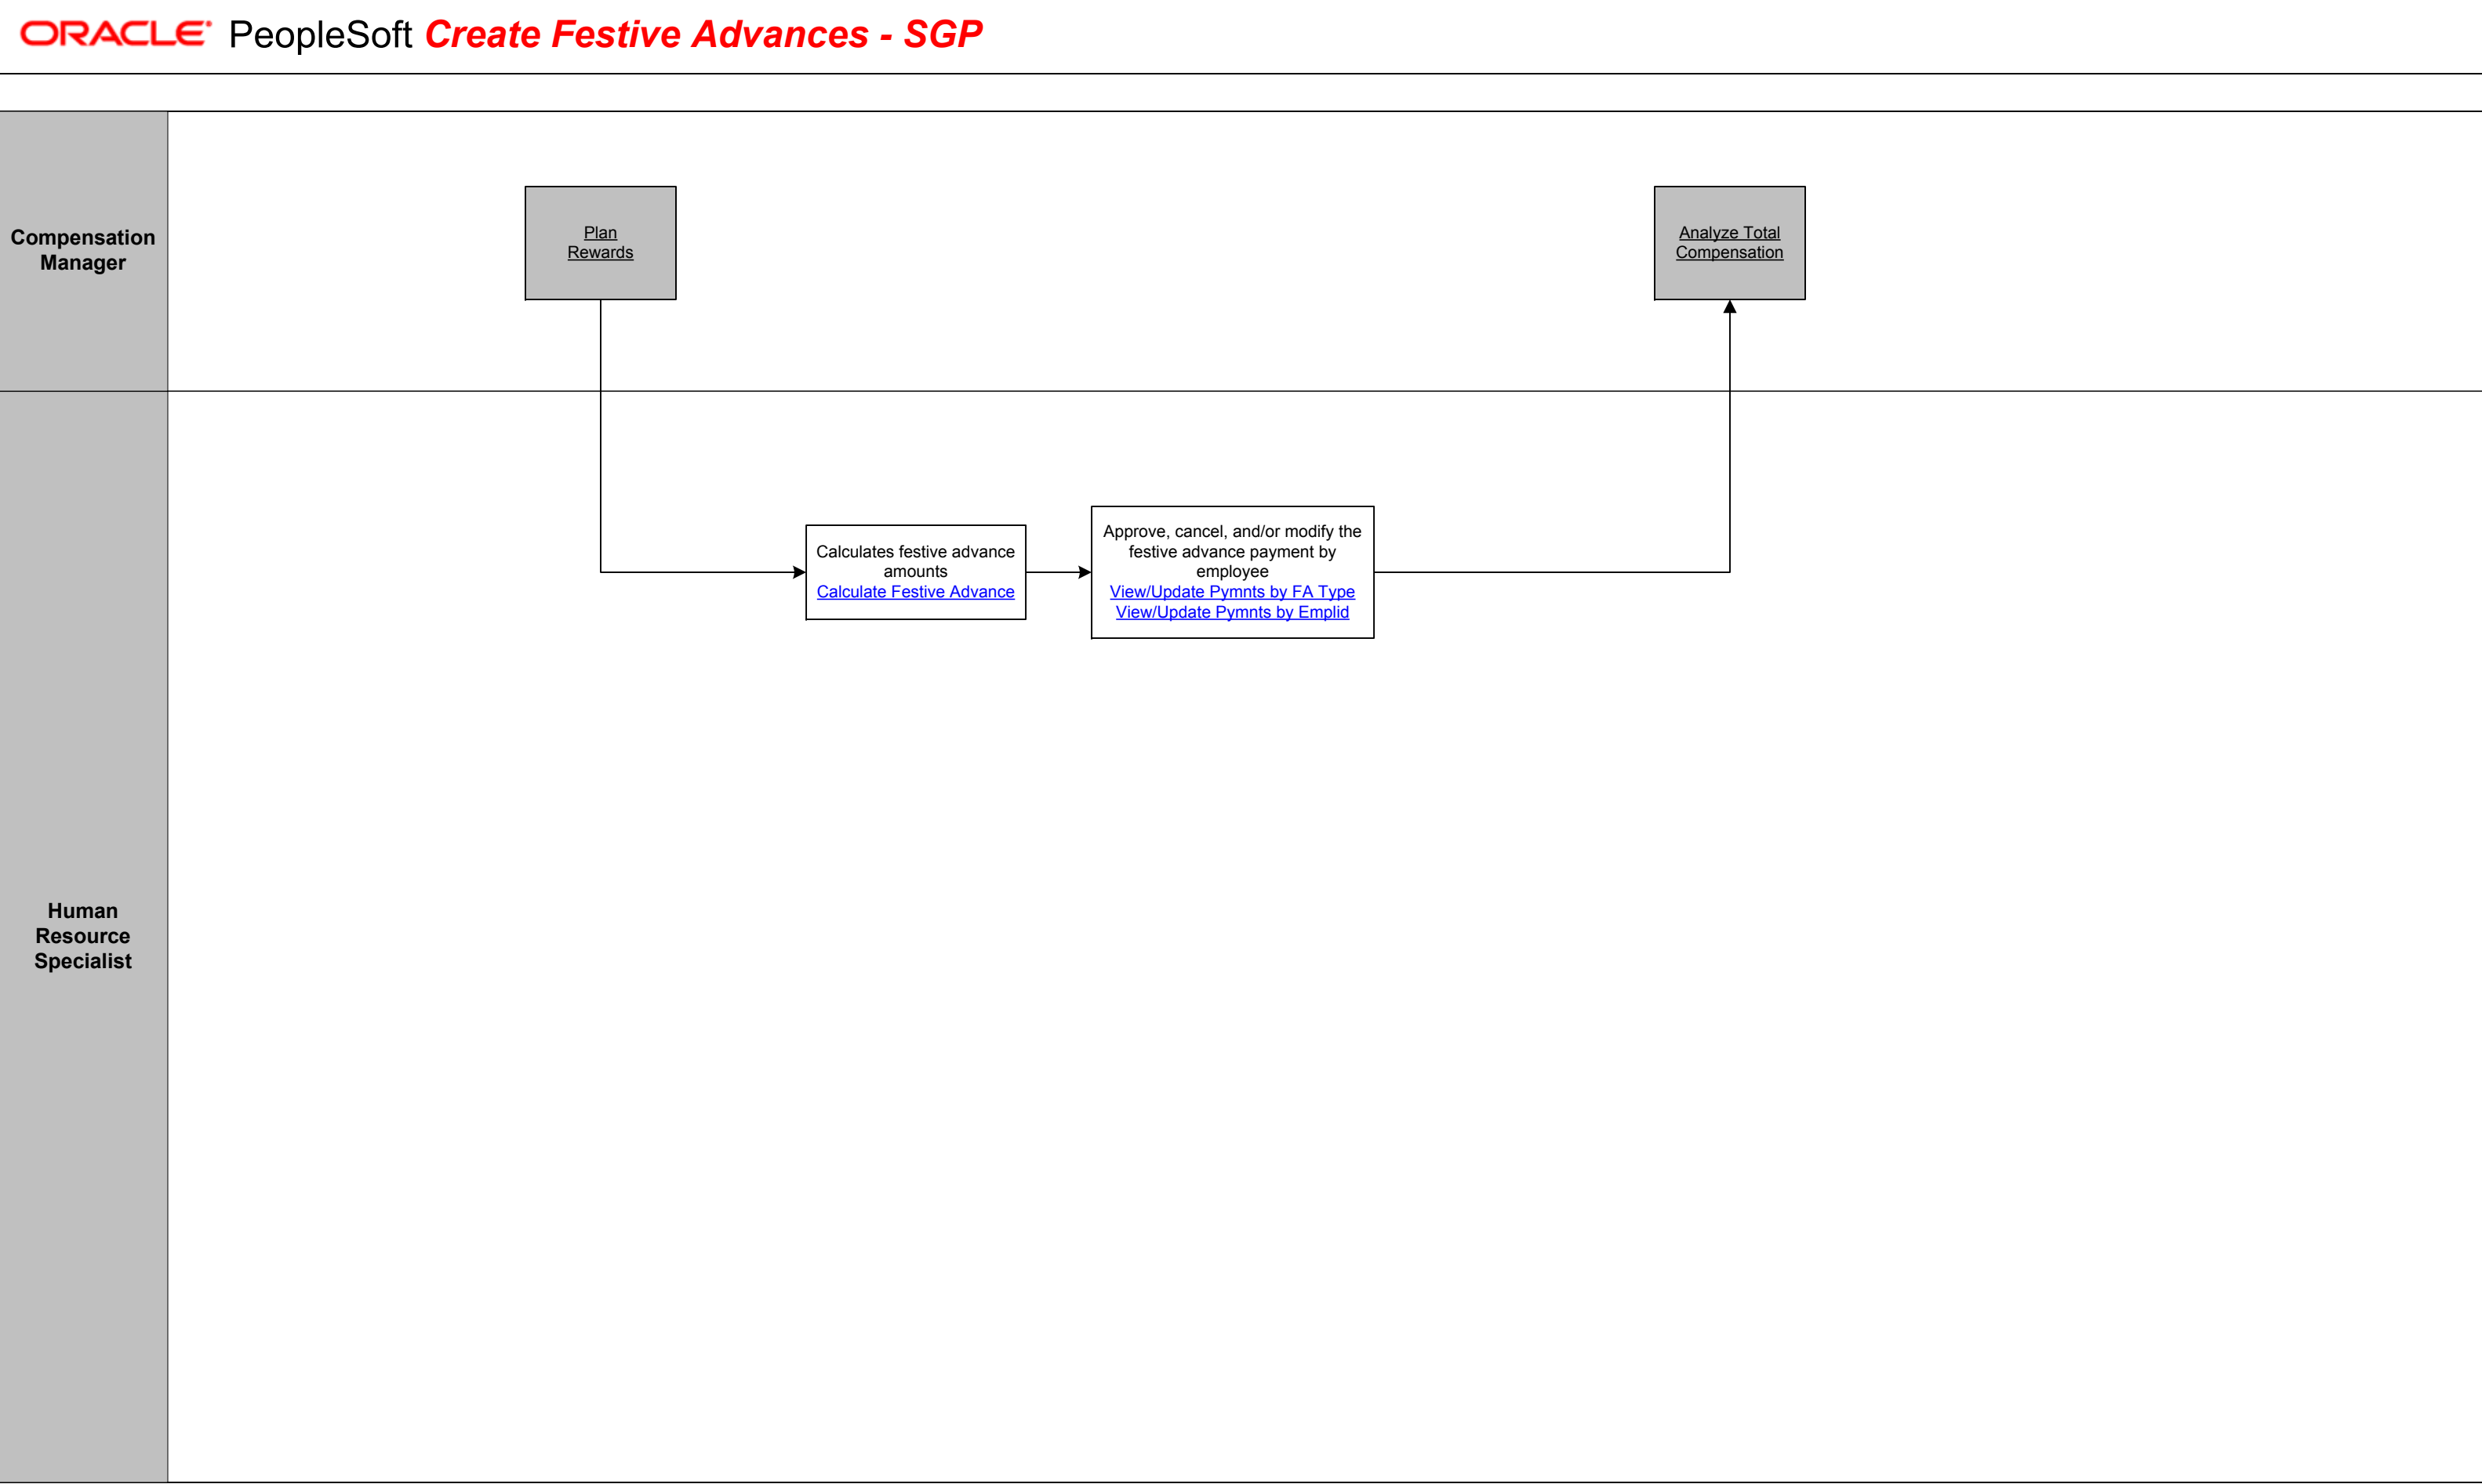 ORACLE PeopleSoft Create Festive Advances - SGP
Compensation
Manager
Plan
Rewards
Analyze Total
Compensation
Human
Resource
Specialist
Calculates festive advance
amounts
Calculate Festive Advance
Approve, cancel, and/or modify the
festive advance payment by
employee
View/Update Pymnts by FA Type
View/Update Pymnts by Emplid